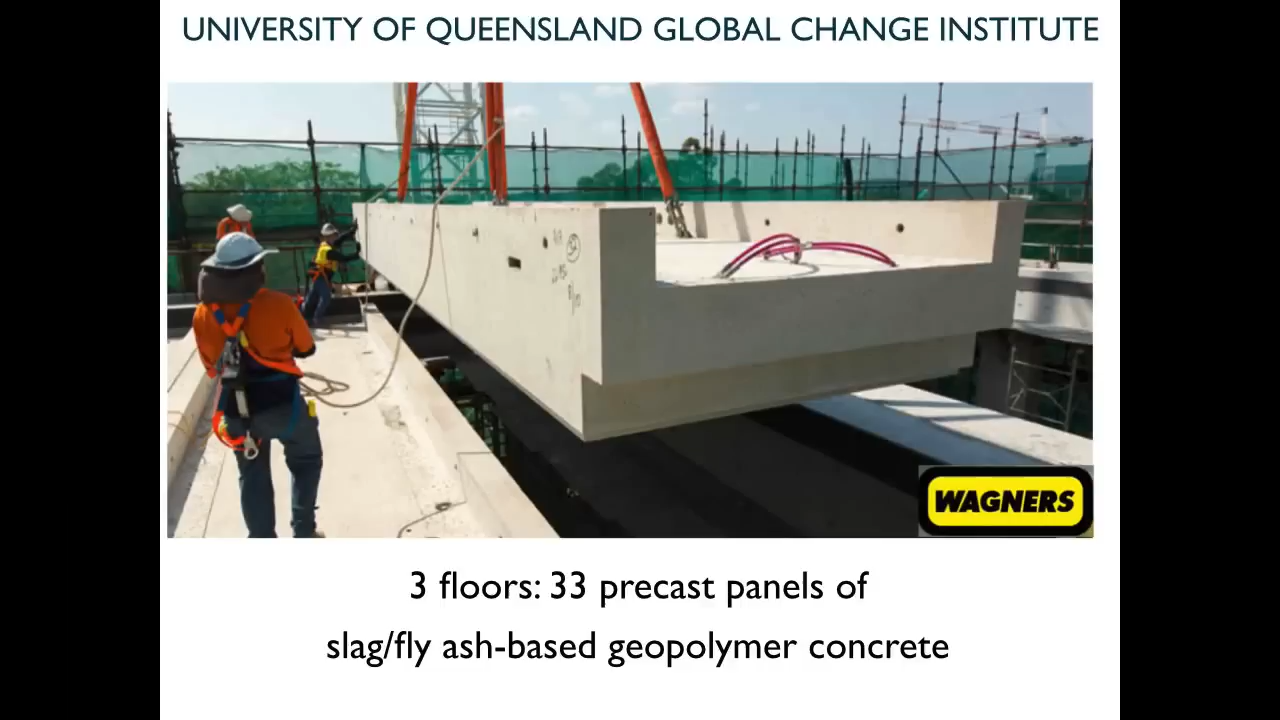 UNIVERSITY OF QUEENSLAND GLOBAL CHANGE INSTITUTE
WAGNERS
3 floors: 33 precast panels of
slag/fly ash-based geopolymer concrete